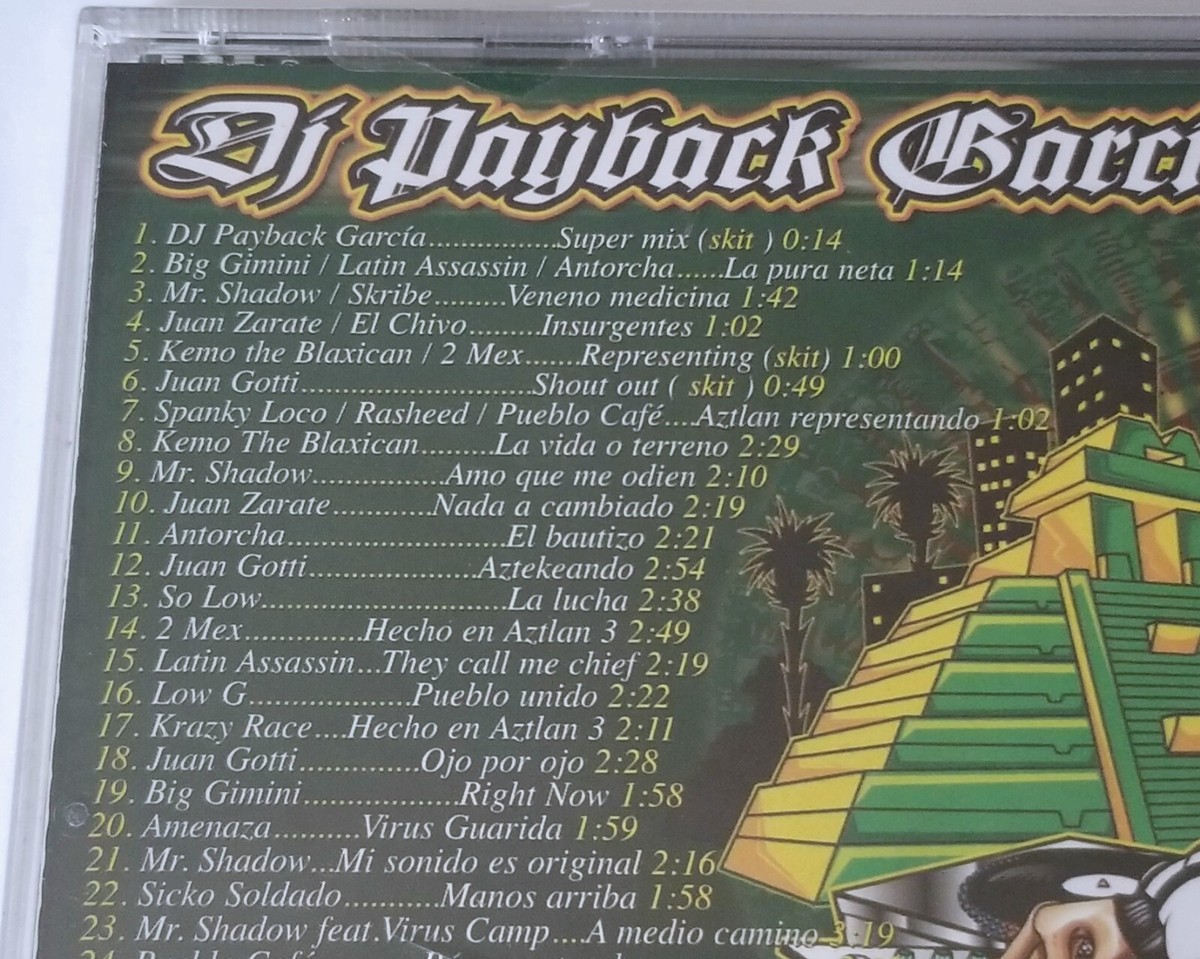 Dj Payback Garcí
1. DJ Payback García.................Super mix (skit ) 0:14
2. Big Gimini / Latin Assassin / Antorcha......La pura neta 1:14
3. Mr. Shadow / Skribe.........Veneno medicina 1:42
4. Juan Zarate / El Chivo.........Insurgentes 1:02
5. Kemo the Blaxican / 2 Mex.......Representing (skit) 1:00
6. Juan Gotti.............................Shout out ( skit ) 0:49
7. Spanky Loco / Rasheed / Pueblo Café....Aztlan representando 1:02
8. Kemo The Blaxican.........La vida o terreno 2:29
9. Mr. Shadow................Amo que me odien 2:10
10. Juan Zarate............Nada a cambiado 2:19
11. Antorcha...........................El bautizo 2:21
12. Juan Gotti.....................Aztekeando 2:54
13. So Low...............................La lucha 2:38
14. 2 Mex..............Hecho en Aztlan 3 2:49
15. Latin Assassin...They call me chief 2:19
16. Low G....................Pueblo unido 2:22
17. Krazy Race....Hecho en Aztlan 3 2:11
18. Juan Gotti...............Ojo por ojo 2:28
19. Big Gimini...................Right Now 1:58
20. Amenaza..........Virus Guarida 1:59
21. Mr. Shadow...Mi sonido es original 2:16
22. Sicko Soldado...........Manos arriba 1:58
23. Mr. Shadow feat.Virus Camp....A medio camino 3:19
24. Pueblo Café